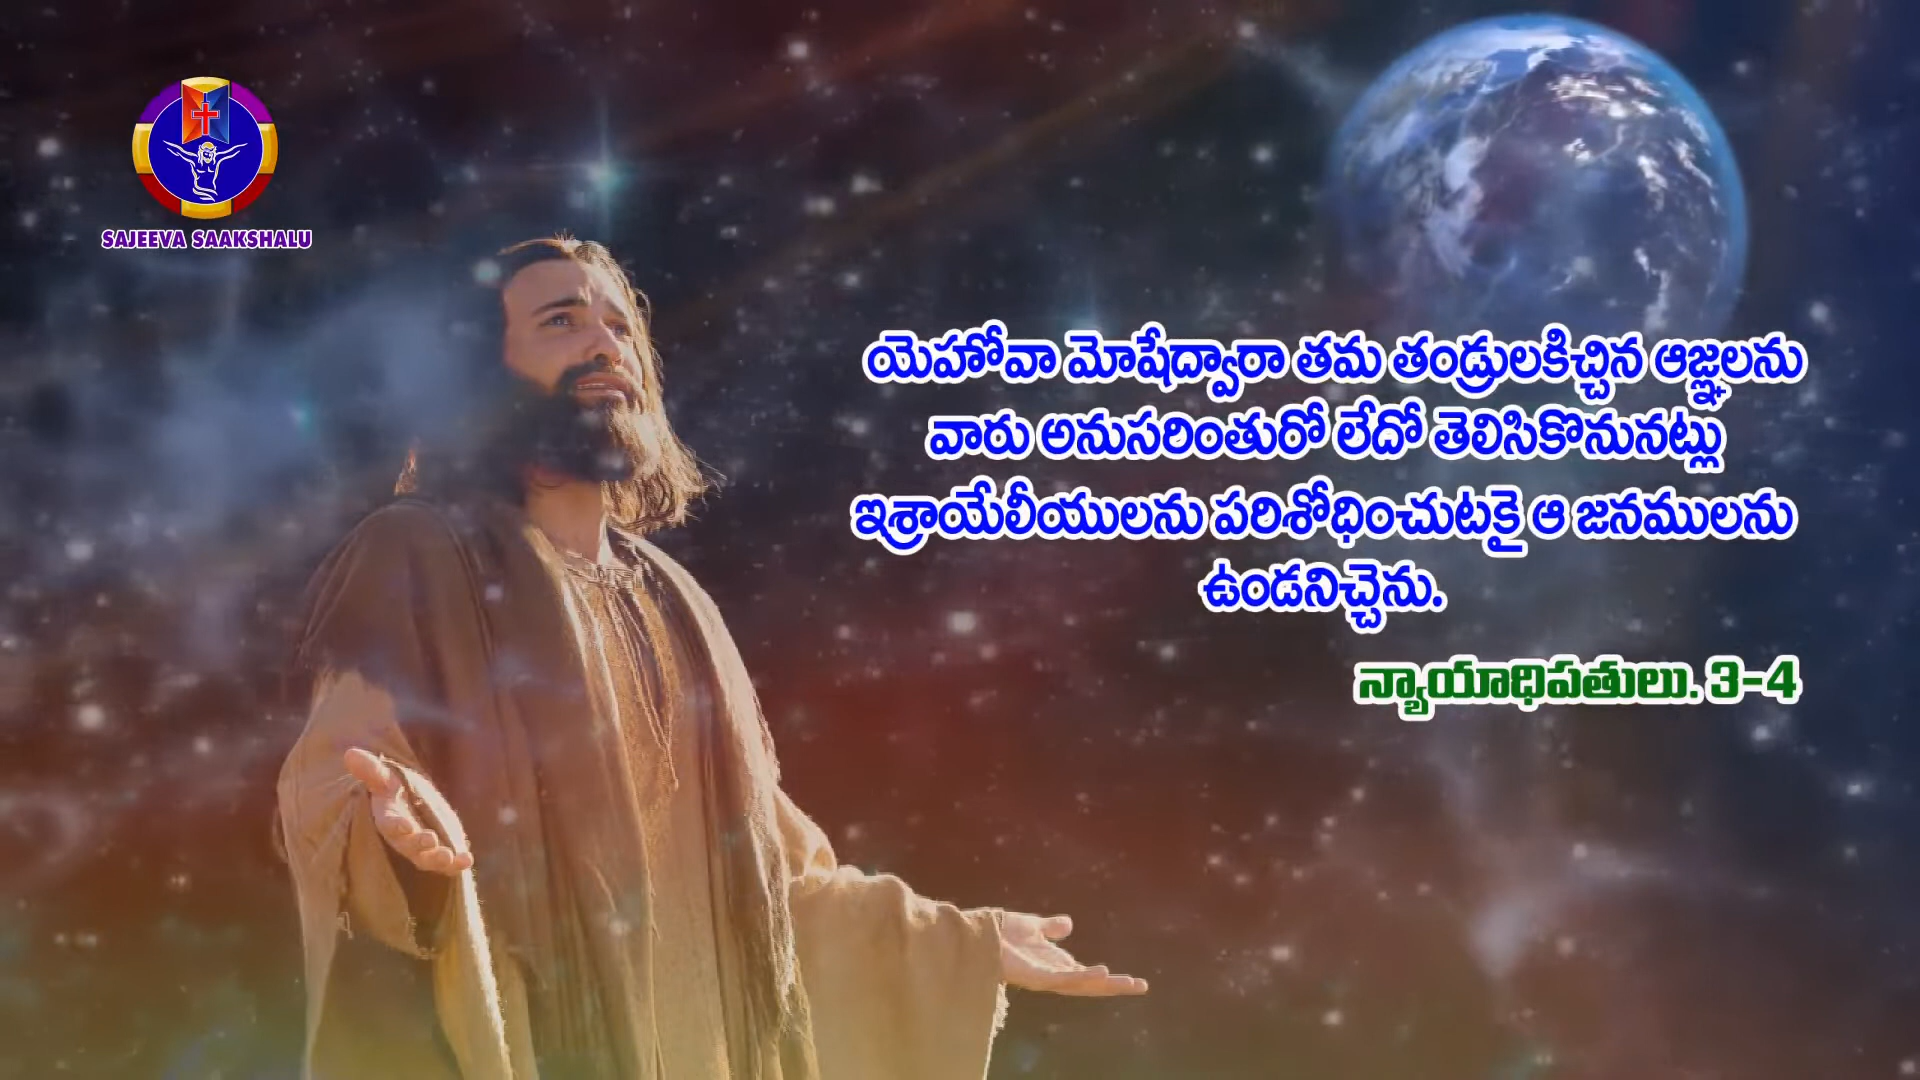 SAJEEVA SAAKSHALU
యెహోవా మోషేద్వారా తమ తండ్రులకిచ్చిన ఆజ్ఞలను
వారు అనుసరింతురో లేదో తెలిసికొనునట్లు
ఇశ్రాయేలీయులను పరిశోధించుటకై ఆ జనములను
ఉండనిచ్చెను.
న్యాయాధిపతులు. 3-4